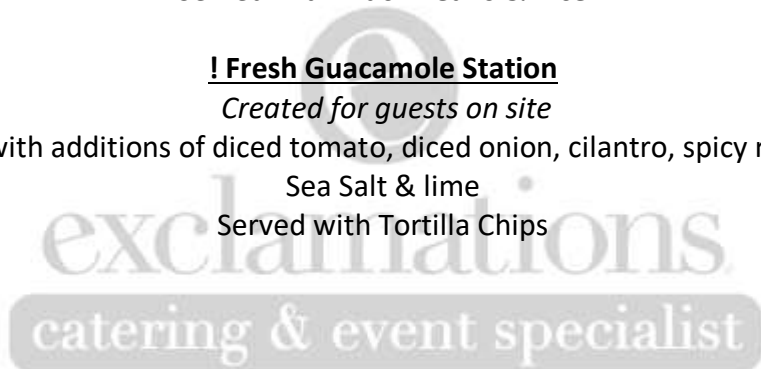 ! Fresh Guacamole Station
Created for guests on site
with additions of diced tomato, diced onion, cilantro, spicy
Sea Salt & lime
Served with Tortilla Chips
exclamations
catering & event specialist